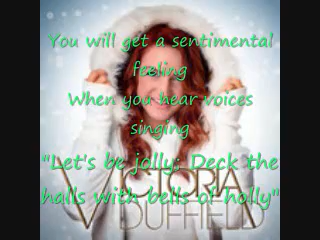 You will get a sentimental
feeling
When you hear voices
singing
"Let's be jolly; Deck the
halls with bells of holly"
DUFFIELD